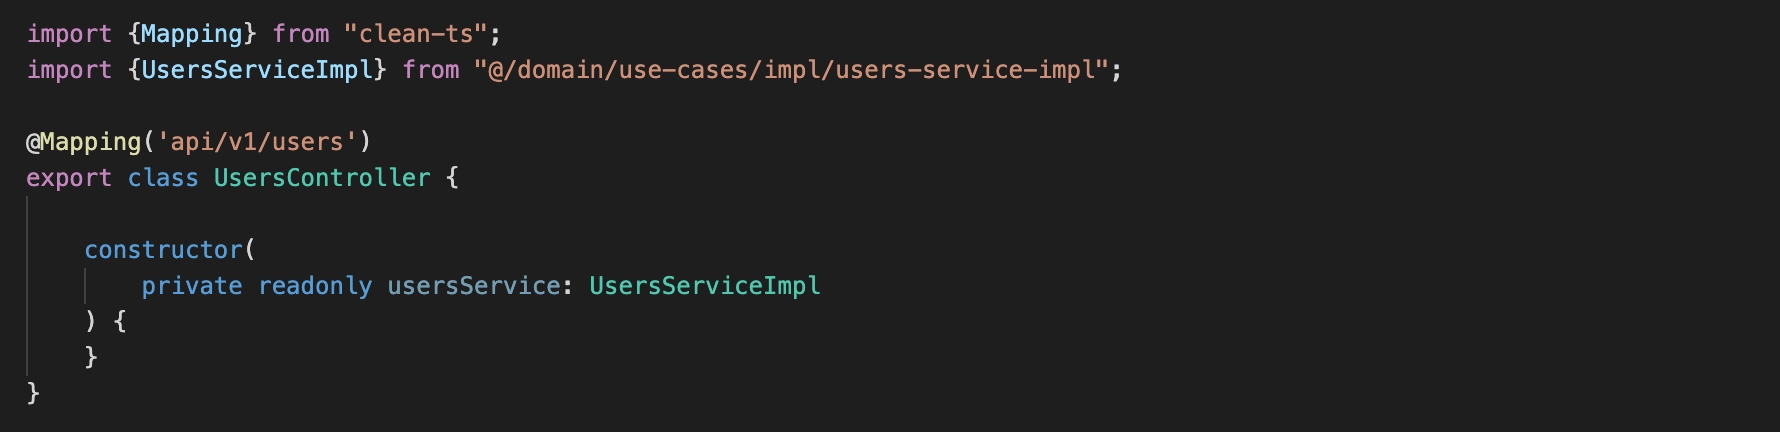 import {Mapping} from "clean-ts";
import {UsersServiceImpl} from "@/domain/use-cases/impl/users-service-impl";
@Mapping('api/v1/users')
export class UsersController {
constructor(
private readonly usersService: UsersServiceImpl
) {
}
}